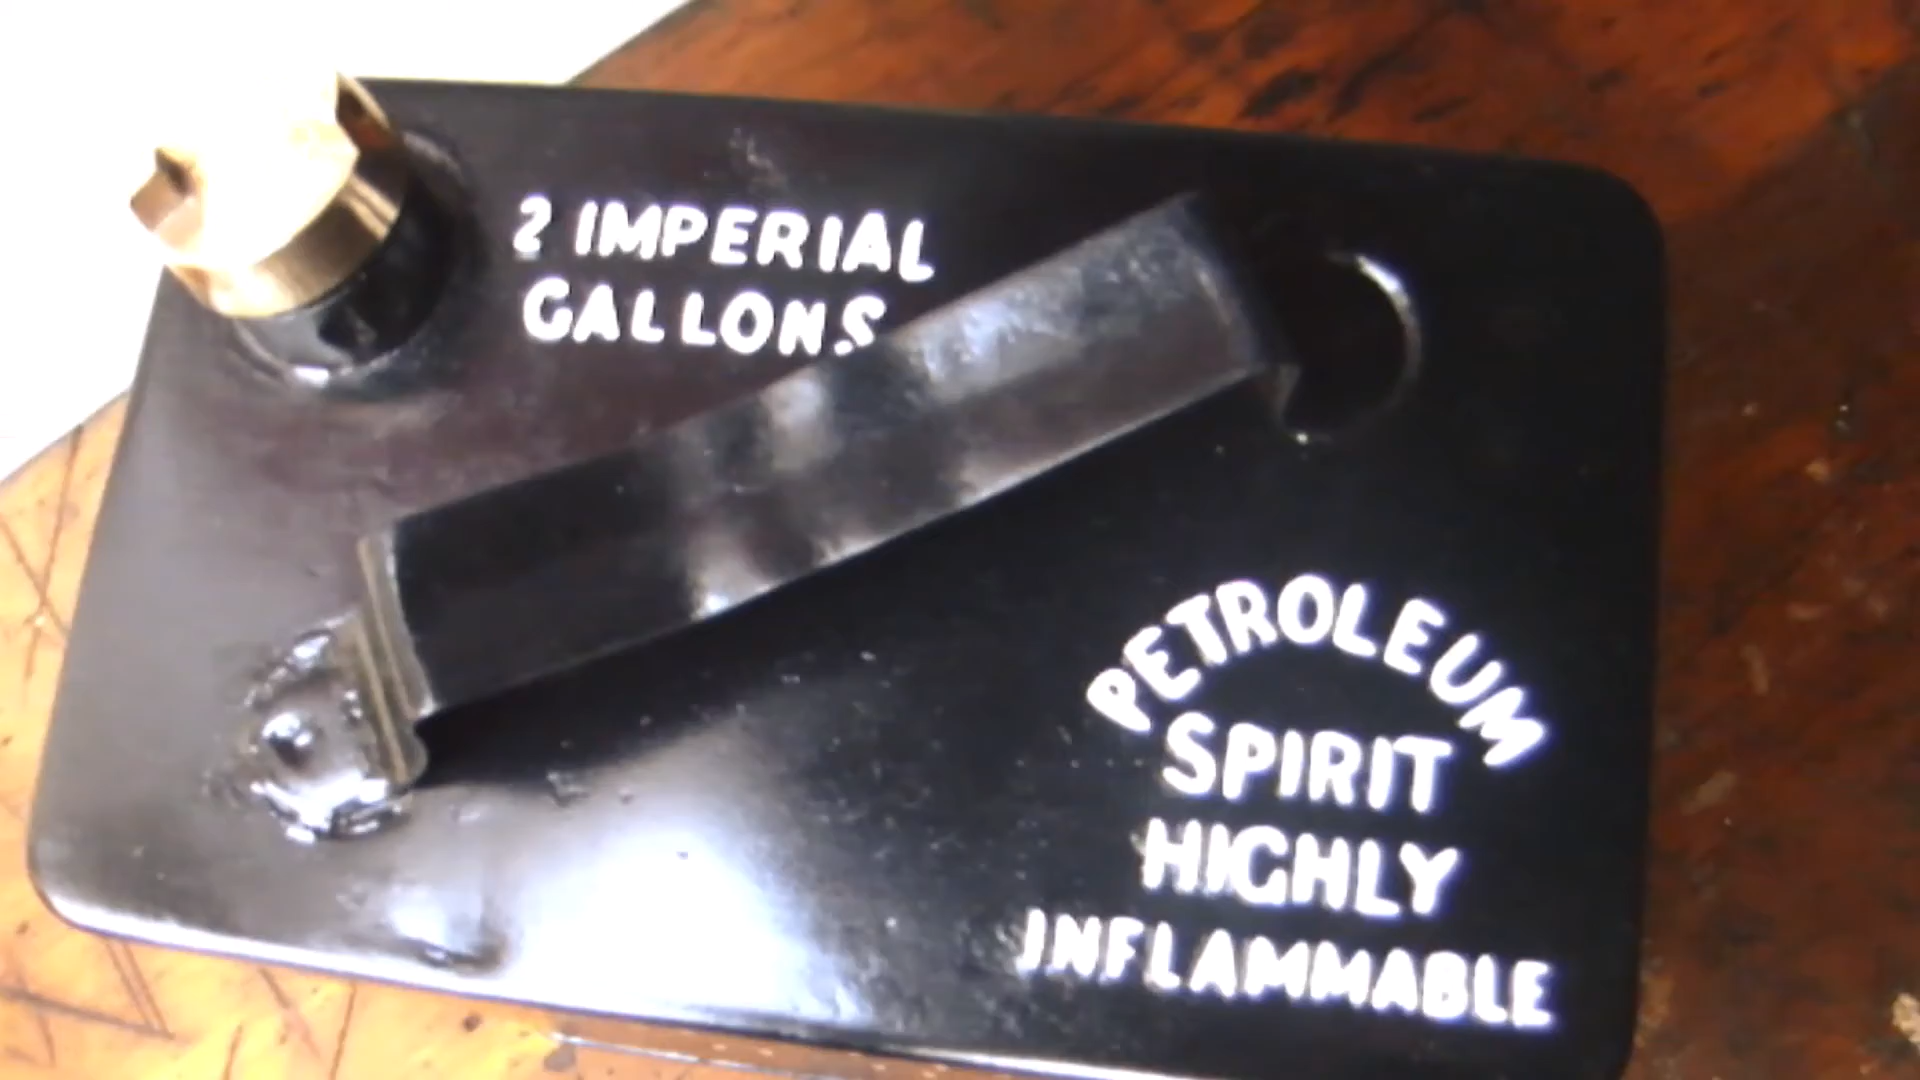 2 IMPERIAL
GALLONS
PETROLEUM
SPIRIT
HIGHLY
INFLAMMABLE